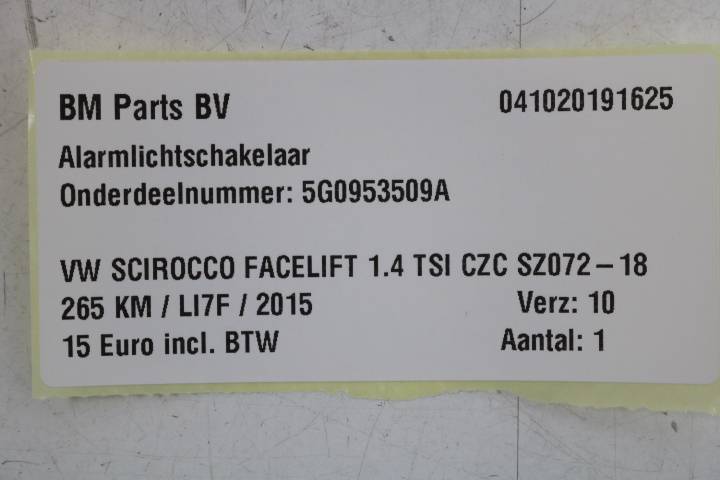 BM Parts BV 041020191625
Alarmlichtschakelaar
Onderdeelnummer: 5G0953509A
VW SCIROCCO FACELIFT 1.4 TSI CZC SZ072-18
265 KM / LI7F / 2015 Verz: 10
15 Euro incl. BTW Aantal: 1